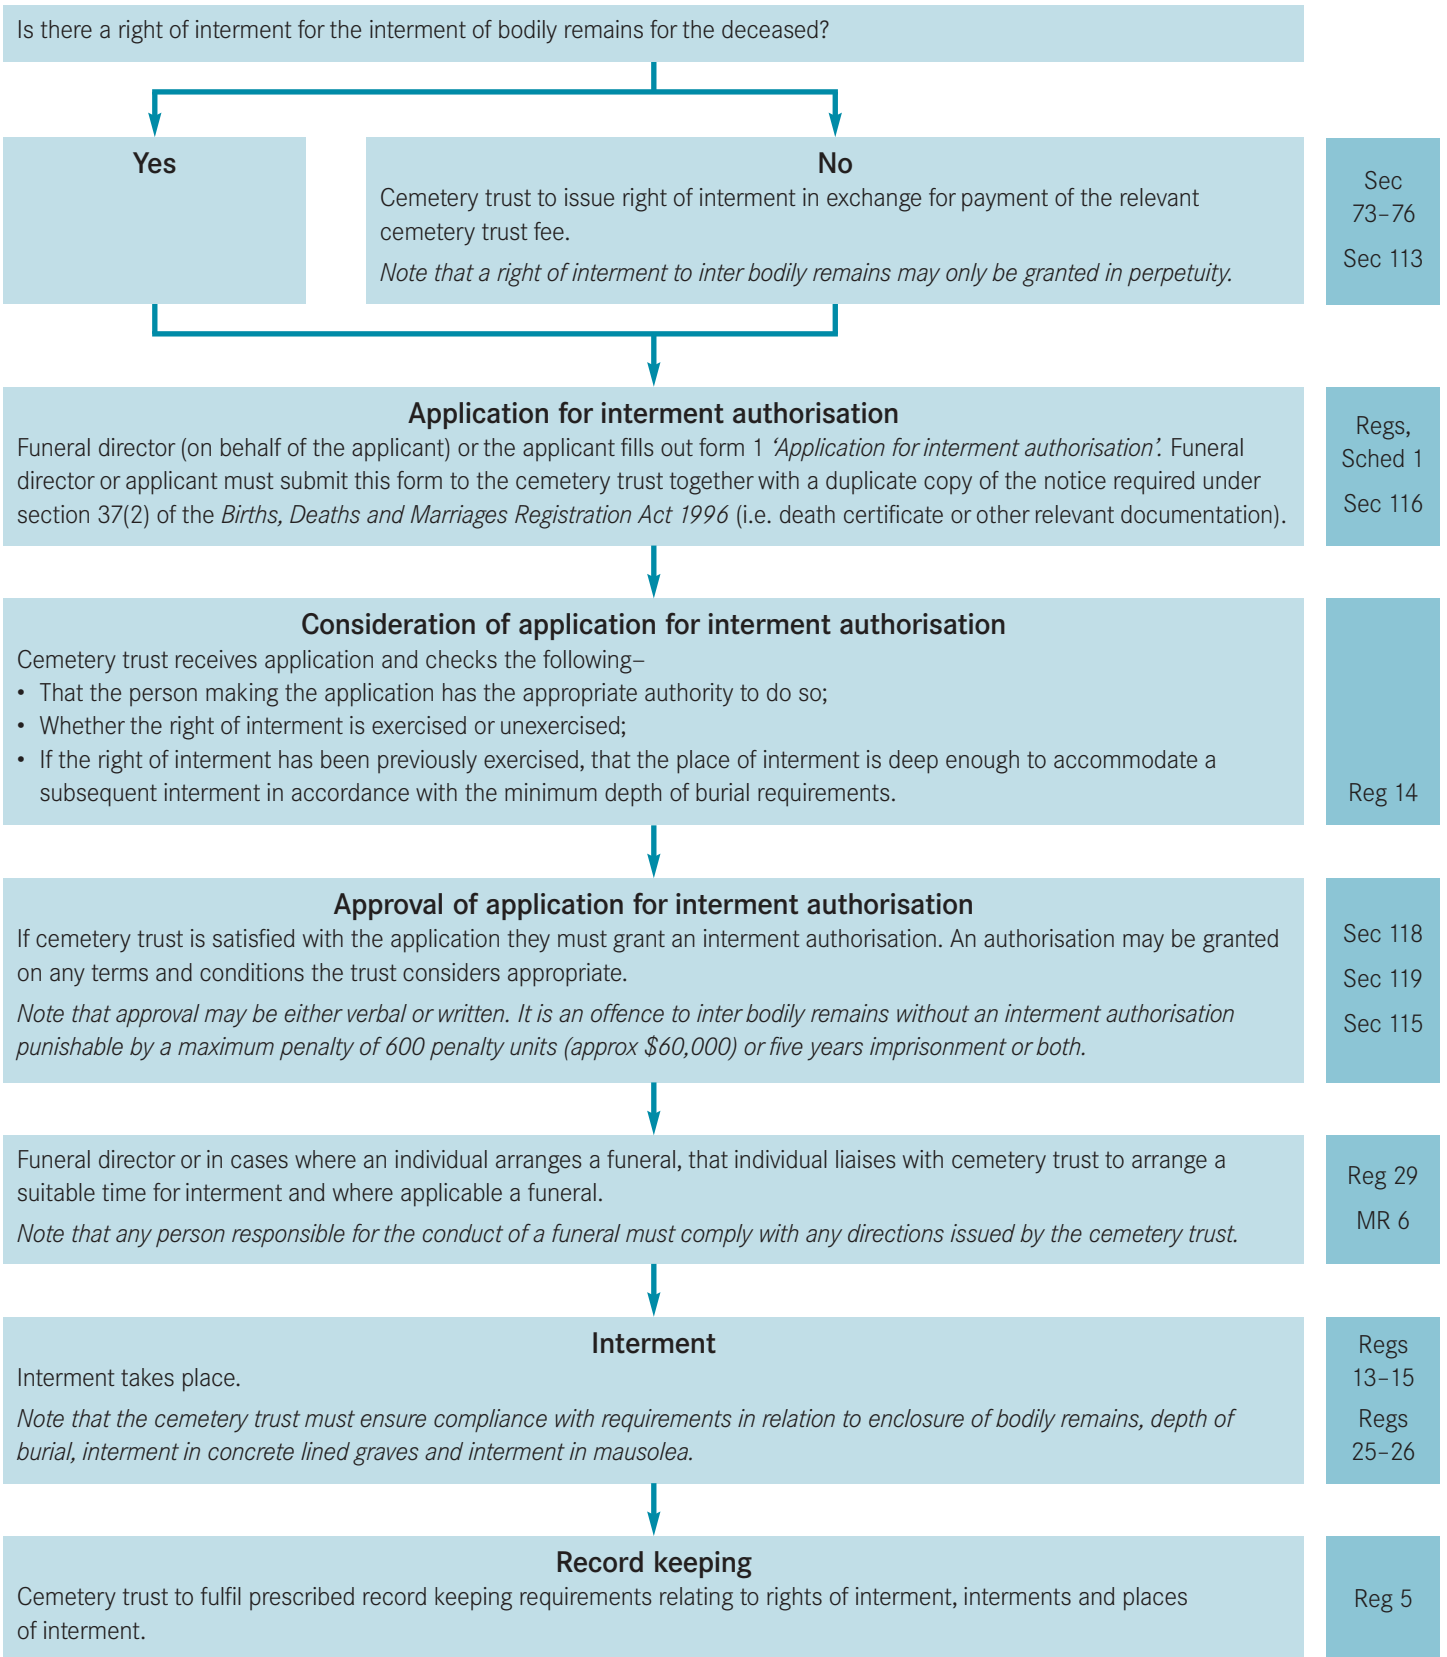 Is there a right of interment for the interment of bodily remains for the deceased?
Yes
No
Cemetery trust to issue right of interment in exchange for payment of the relevant
cemetery trust fee.
Note that a right of interment to inter bodily remains may only be granted in perpetuity.
Sec
73–76
Sec 113
Application for interment authorisation
Funeral director (on behalf of the applicant) or the applicant fills out form 1 ‘Application for interment authorisation’. Funeral
director or applicant must submit this form to the cemetery trust together with a duplicate copy of the notice required under
section 37(2) of the Births, Deaths and Marriages Registration Act 1996 (i.e. death certificate or other relevant documentation).
Regs,
Sched 1
Sec 116
Consideration of application for interment authorisation
Cemetery trust receives application and checks the following–
• That the person making the application has the appropriate authority to do so;
• Whether the right of interment is exercised or unexercised;
• If the right of interment has been previously exercised, that the place of interment is deep enough to accommodate a
subsequent interment in accordance with the minimum depth of burial requirements.
Reg 14
Approval of application for interment authorisation
If cemetery trust is satisfied with the application they must grant an interment authorisation. An authorisation may be granted
on any terms and conditions the trust considers appropriate.
Note that approval may be either verbal or written. It is an offence to inter bodily remains without an interment authorisation
punishable by a maximum penalty of 600 penalty units (approx $60,000) or five years imprisonment or both.
Sec 118
Sec 119
Sec 115
Funeral director or in cases where an individual arranges a funeral, that individual liaises with cemetery trust to arrange a
suitable time for interment and where applicable a funeral.
Note that any person responsible for the conduct of a funeral must comply with any directions issued by the cemetery trust.
Reg 29
MR 6
Interment
Interment takes place.
Note that the cemetery trust must ensure compliance with requirements in relation to enclosure of bodily remains, depth of
burial, interment in concrete lined graves and interment in mausolea.
Regs
13–15
Regs
25–26
Record keeping
Cemetery trust to fulfil prescribed record keeping requirements relating to rights of interment, interments and places
of interment.
Reg 5